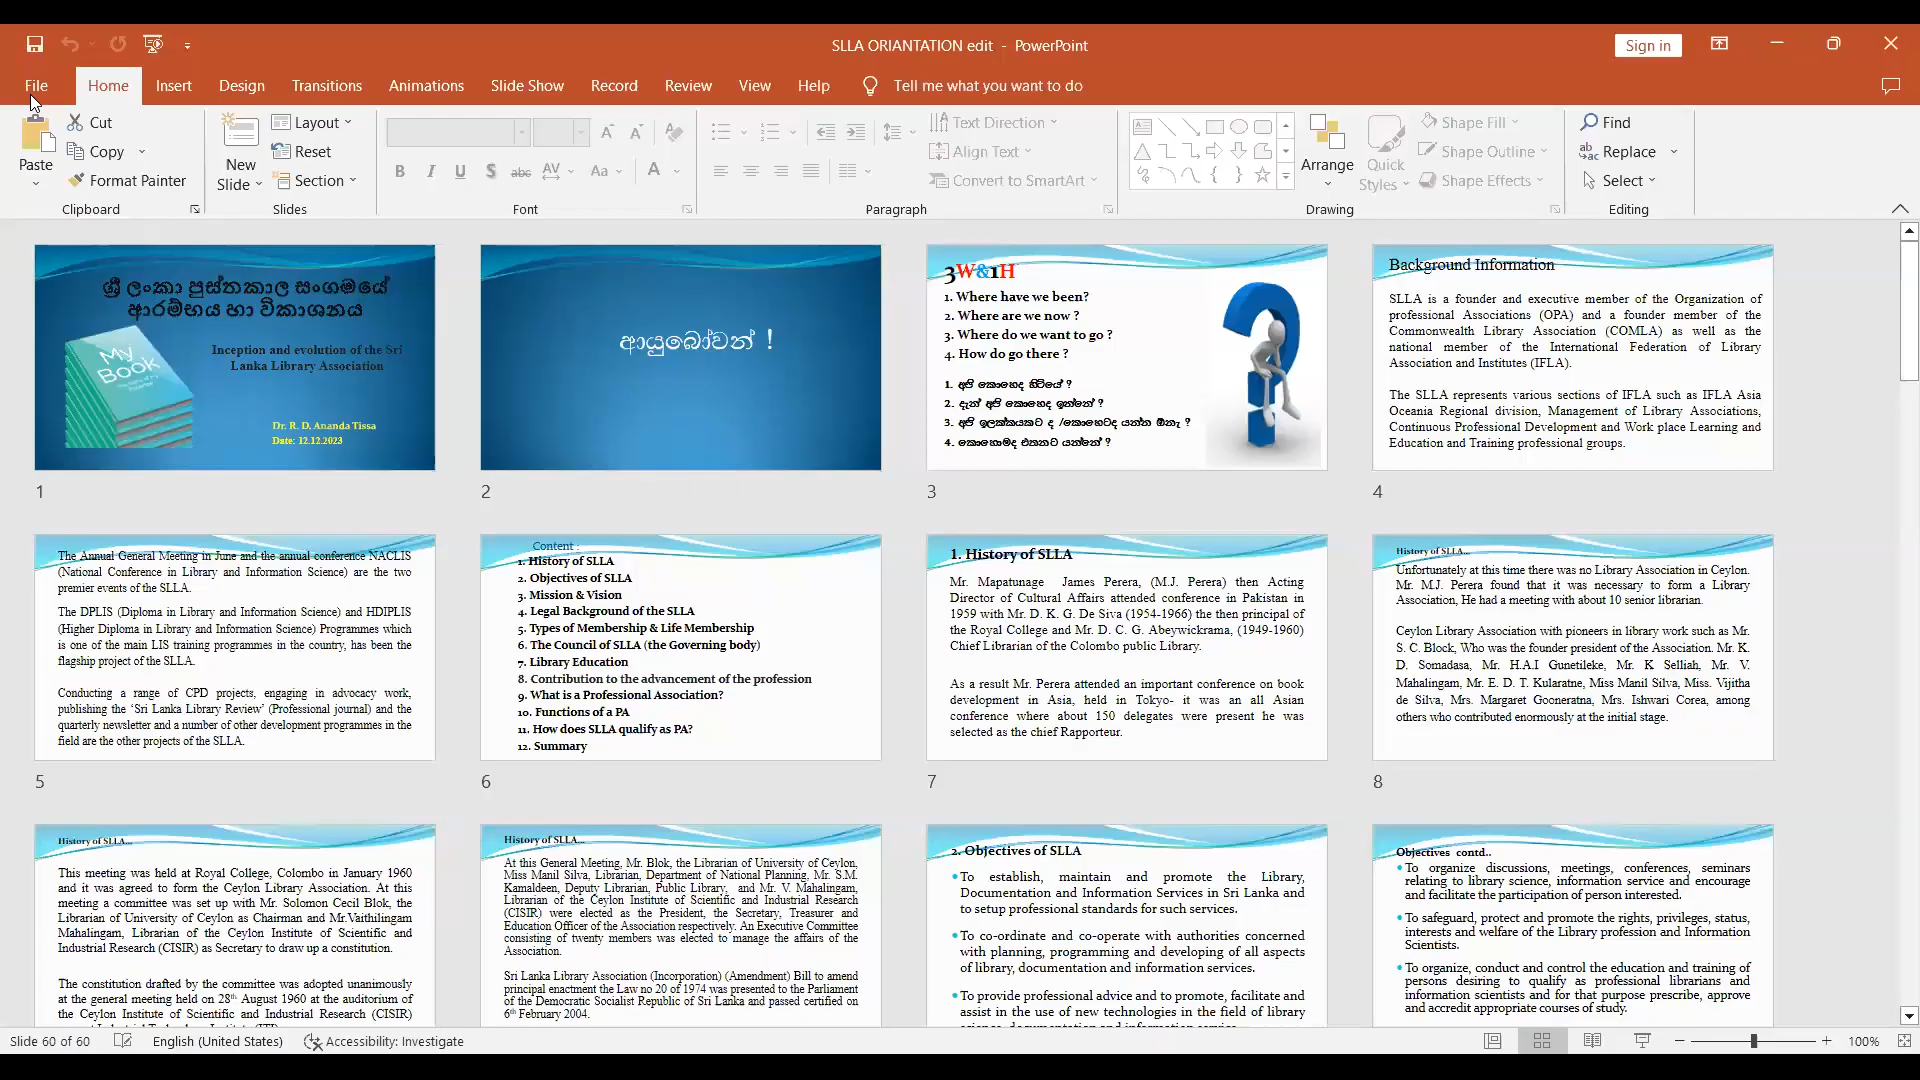 SLLA ORIANTATION edit - PowerPoint
Sign in
File Home Insert Design Transitions Animations Slide Show Record Review View Help Tell me what you want to do
Paste
Cut
Copy
Format Painter
Clipboard
New
Slide
Layout
Reset
Section
Slides
B I U S abc AV Aa A
Font
Text Direction
Align Text
Convert to SmartArt
Paragraph
Arrange
Quick
Styles
Shape Fill
Shape Outline
Shape Effects
Drawing
Find
Replace
Select
Editing
ශ්‍රී ලංකා පුස්තකාල සංගමයේ
ආරම්භය හා විකාශනය
MY
BOOK
Inception and evolution of the Sri
Lanka Library Association
Dr. R. D. Ananda Tissa
Date: 12.12.2023
1
ආයුබෝවන් !
2
3W&1H
1. Where have we been?
2. Where are we now ?
3. Where do we want to go ?
4. How do go there ?
1. අපි කොහෙද හිටියේ ?
2. දැන් අපි කොහෙද ඉන්නේ ?
3. අපි ඉලක්කයකට ද /කොහෙටද යන්න ඕනෑ ?
4. කොහොමද එතනට යන්නේ ?
3
Background Information
SLLA is a founder and executive member of the Organization of
professional Associations (OPA) and a founder member of the
Commonwealth Library Association (COMLA) as well as the
national member of the International Federation of Library
Association and Institutes (IFLA).
The SLLA represents various sections of IFLA such as IFLA Asia
Oceania Regional division, Management of Library Associations,
Continuous Professional Development and Work place Learning and
Education and Training professional groups.
4
The Annual General Meeting in June and the annual conference NACLIS
(National Conference in Library and Information Science) are the two
premier events of the SLLA.
The DPLIS (Diploma in Library and Information Science) and HDIPLIS
(Higher Diploma in Library and Information Science) Programmes which
is one of the main LIS training programmes in the country, has been the
flagship project of the SLLA.
Conducting a range of CPD projects, engaging in advocacy work,
publishing the ‘Sri Lanka Library Review’ (Professional journal) and the
quarterly newsletter and a number of other development programmes in the
field are the other projects of the SLLA.
5
Content :
1. History of SLLA
2. Objectives of SLLA
3. Mission & Vision
4. Legal Background of the SLLA
5. Types of Membership & Life Membership
6. The Council of SLLA (the Governing body)
7. Library Education
8. Contribution to the advancement of the profession
9. What is a Professional Association?
10. Functions of a PA
11. How does SLLA qualify as PA?
12. Summary
6
1. History of SLLA
Mr. Mapatunage James Perera, (M.J. Perera) then Acting
Director of Cultural Affairs attended conference in Pakistan in
1959 with Mr. D. K. G. De Siva (1954-1966) the then principal of
the Royal College and Mr. D. C. G. Abeywickrama, (1949-1960)
Chief Librarian of the Colombo public Library.
As a result Mr. Perera attended an important conference on book
development in Asia, held in Tokyo- it was an all Asian
conference where about 150 delegates were present he was
selected as the chief Rapporteur.
7
History of SLLA...
Unfortunately at this time there was no Library Association in Ceylon.
Mr. M.J. Perera found that it was necessary to form a Library
Association, He had a meeting with about 10 senior librarian.
Ceylon Library Association with pioneers in library work such as Mr.
S. C. Block, Who was the founder president of the Association. Mr. K.
D. Somadasa, Mr. H.A.I Gunetileke, Mr. K Selliah, Mr. V.
Mahalingam, Mr. E. D. T. Kularatne, Miss Manil Silva, Miss. Vijitha
de Silva, Mrs. Margaret Gooneratna, Mrs. Ishwari Corea, among
others who contributed enormously at the initial stage.
8
History of SLLA...
This meeting was held at Royal College, Colombo in January 1960
and it was agreed to form the Ceylon Library Association. At this
meeting a committee was set up with Mr. Solomon Cecil Blok, the
Librarian of University of Ceylon as Chairman and Mr.Vaithilingam
Mahalingam, Librarian of the Ceylon Institute of Scientific and
Industrial Research (CISIR) as Secretary to draw up a constitution.
The constitution drafted by the committee was adopted unanimously
at the general meeting held on 28th August 1960 at the auditorium of
the Ceylon Institute of Scientific and Industrial Research (CISIR)
History of SLLA...
At this General Meeting, Mr. Blok, the Librarian of University of Ceylon,
Miss Manil Silva, Librarian, Department of National Planning, Mr. S.M.
Kamaldeen, Deputy Librarian, Public Library, and Mr. V. Mahalingam,
Librarian of the Ceylon Institute of Scientific and Industrial Research
(CISIR) were elected as the President, the Secretary, Treasurer and
Education Officer of the Association respectively. An Executive Committee
consisting of twenty members was elected to manage the affairs of the
Association.
Sri Lanka Library Association (Incorporation) (Amendment) Bill to amend
principal enactment the Law no 20 of 1974 was presented to the Parliament
of the Democratic Socialist Republic of Sri Lanka and passed certified on
6th February 2004.
2. Objectives of SLLA
•To establish, maintain and promote the Library,
Documentation and Information Services in Sri Lanka and
to setup professional standards for such services.
•To co-ordinate and co-operate with authorities concerned
with planning, programming and developing of all aspects
of library, documentation and information services.
•To provide professional advice and to promote, facilitate and
assist in the use of new technologies in the field of library
Objectives contd..
•To organize discussions, meetings, conferences, seminars
relating to library science, information service and encourage
and facilitate the participation of person interested.
•To safeguard, protect and promote the rights, privileges, status,
interests and welfare of the Library profession and Information
Scientists.
•To organize, conduct and control the education and training of
persons desiring to qualify as professional librarians and
information scientists and for that purpose prescribe, approve
and accredit appropriate courses of study.
Slide 60 of 60 English (United States) Accessibility: Investigate 100%